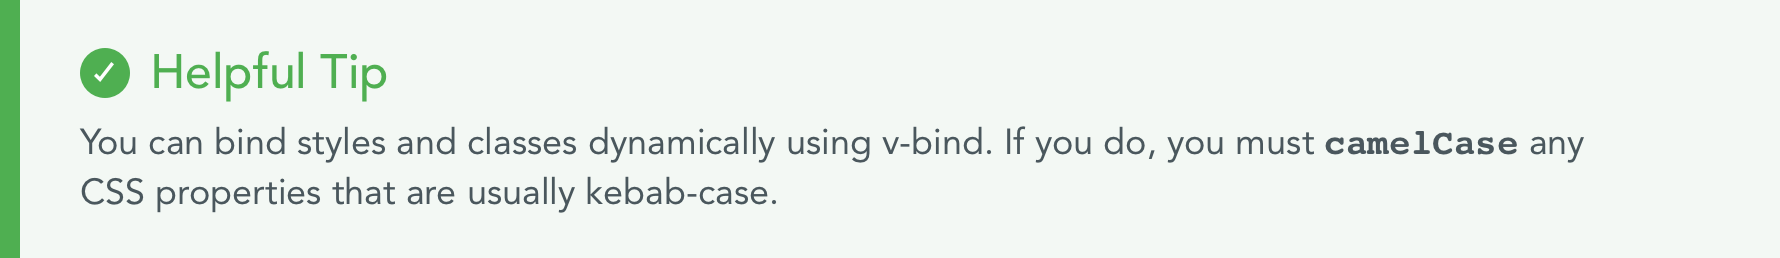 Helpful Tip
You can bind styles and classes dynamically using v-bind. If you do, you must camelCase any
CSS properties that are usually kebab-case.